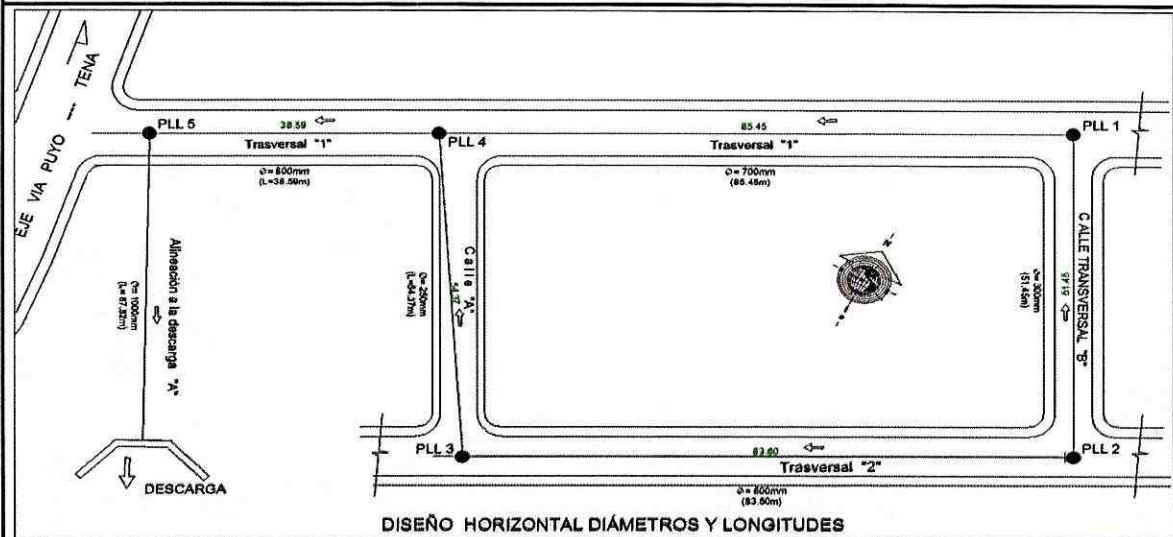 EJE VIA PUYO --- TENA
PLL 5
38.59
Trasversal "1"
Ø= 800mm
(L=38.59m)
PLL 4
85.45
Trasversal "1"
Ø= 700mm
(85.45m)
PLL 1
Alineación a la descarga "A"
Ø= 1000mm
Calle "A"
54.37
Ø= 250mm
(L=54.37m)
N
CALLE TRANSVERSAL "B"
51.45
Ø= 300mm
(51.45m)
PLL 3
83.60
Trasversal "2"
Ø= 600mm
(83.60m)
PLL 2
DESCARGA
DISEÑO HORIZONTAL DIÁMETROS Y LONGITUDES